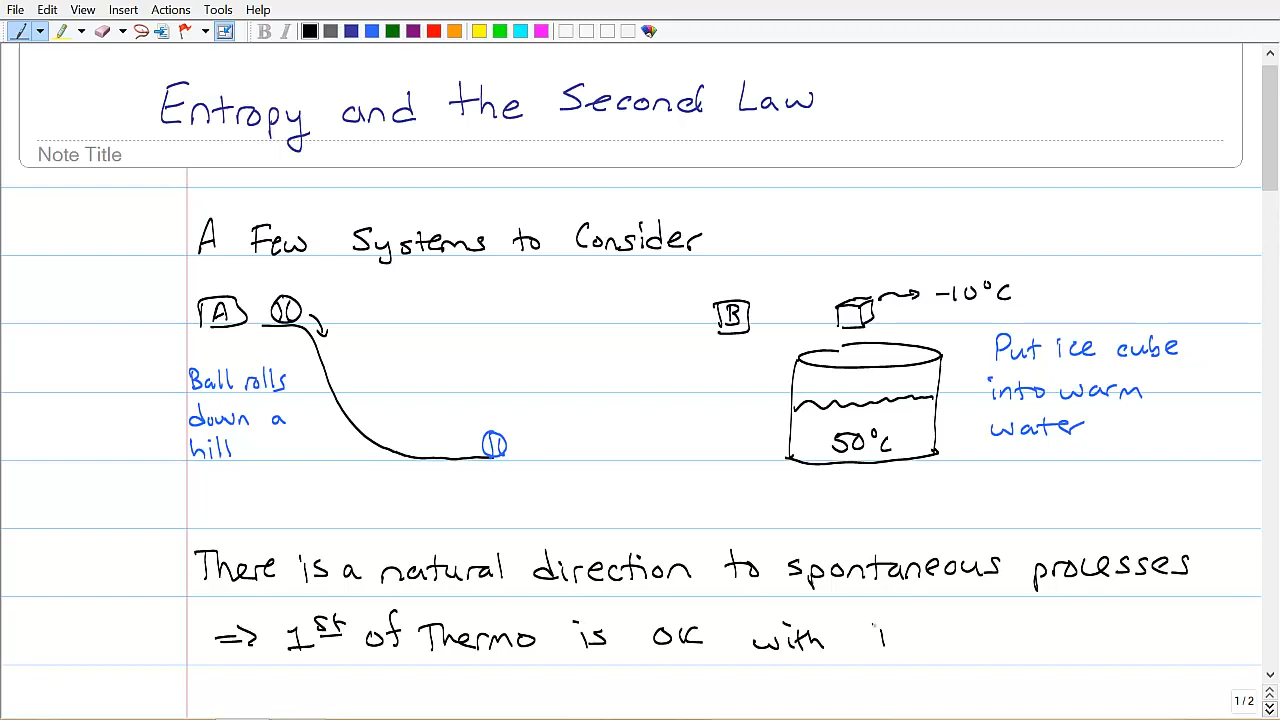 File Edit View Insert Actions Tools Help
B I
Entropy and the Second Law
Note Title
A Few Systems to Consider
A
Ball rolls
down a
hill
B
-10°C
Put ice cube
into warm
water
50°C
There is a natural direction to spontaneous processes
=> 1st of Thermo is OK with
1/2